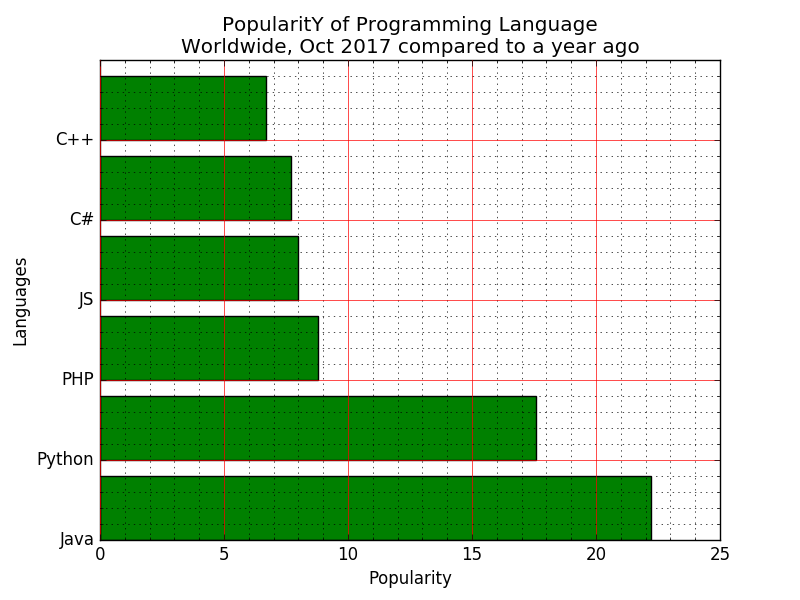 PopularitY of Programming Language
Worldwide, Oct 2017 compared to a year ago
Languages
C++
C#
JS
PHP
Python
Java
0 5 10 15 20 25
Popularity